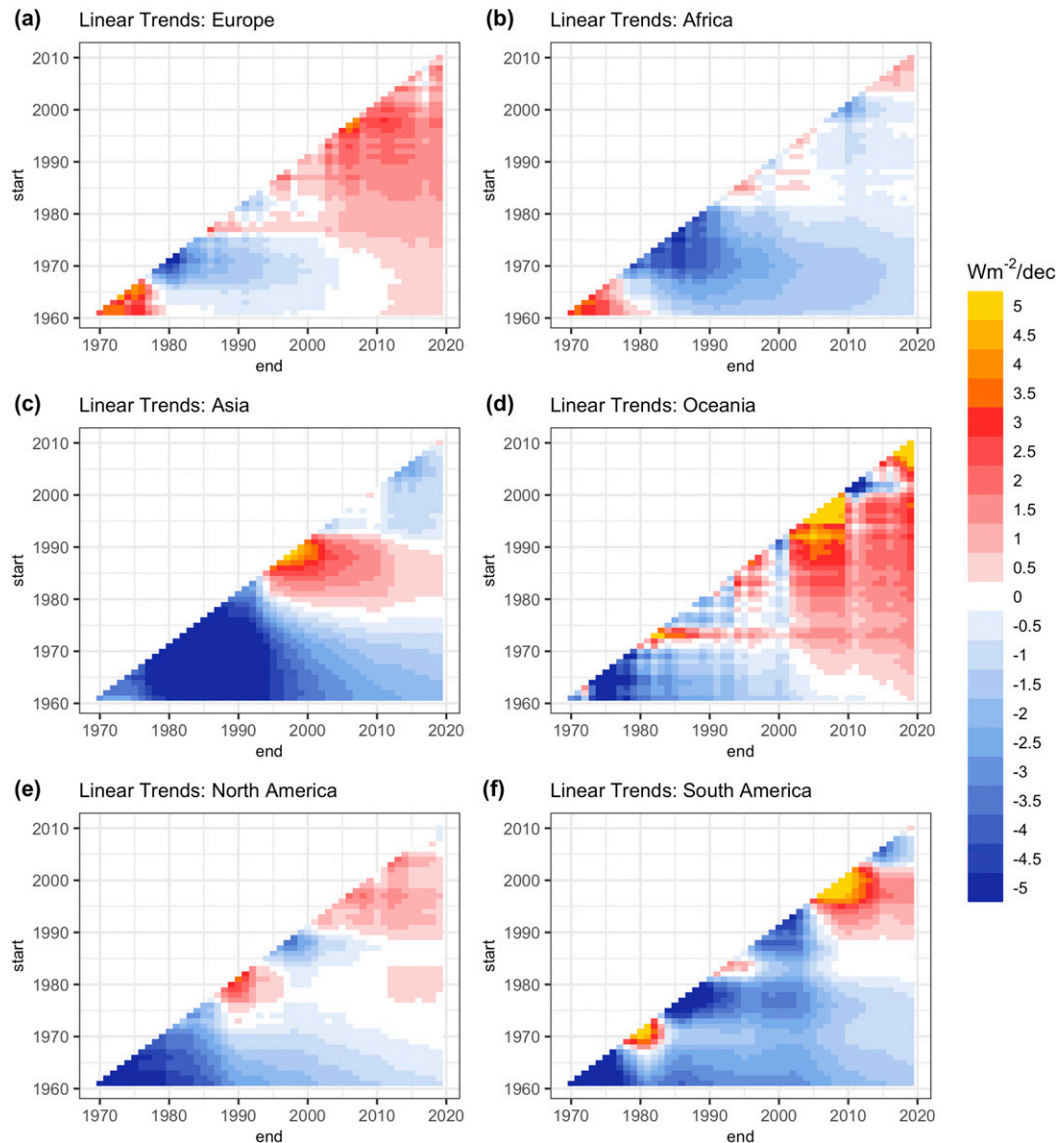 (a) Linear Trends: Europe
2010
2000
1990
1980
1970
1960
start
1970 1980 1990 2000 2010 2020
end
(b) Linear Trends: Africa
2010
2000
1990
1980
1970
1960
start
1970 1980 1990 2000 2010 2020
end
(c) Linear Trends: Asia
2010
2000
1990
1980
1970
1960
start
1970 1980 1990 2000 2010 2020
end
(d) Linear Trends: Oceania
2010
2000
1990
1980
1970
1960
start
1970 1980 1990 2000 2010 2020
end
(e) Linear Trends: North America
2010
2000
1990
1980
1970
1960
start
1970 1980 1990 2000 2010 2020
end
(f) Linear Trends: South America
2010
2000
1990
1980
1970
1960
start
1970 1980 1990 2000 2010 2020
end
Wm⁻²/dec
5
4.5
4
3.5
3
2.5
2
1.5
1
0.5
0
-0.5
-1
-1.5
-2
-2.5
-3
-3.5
-4
-4.5
-5